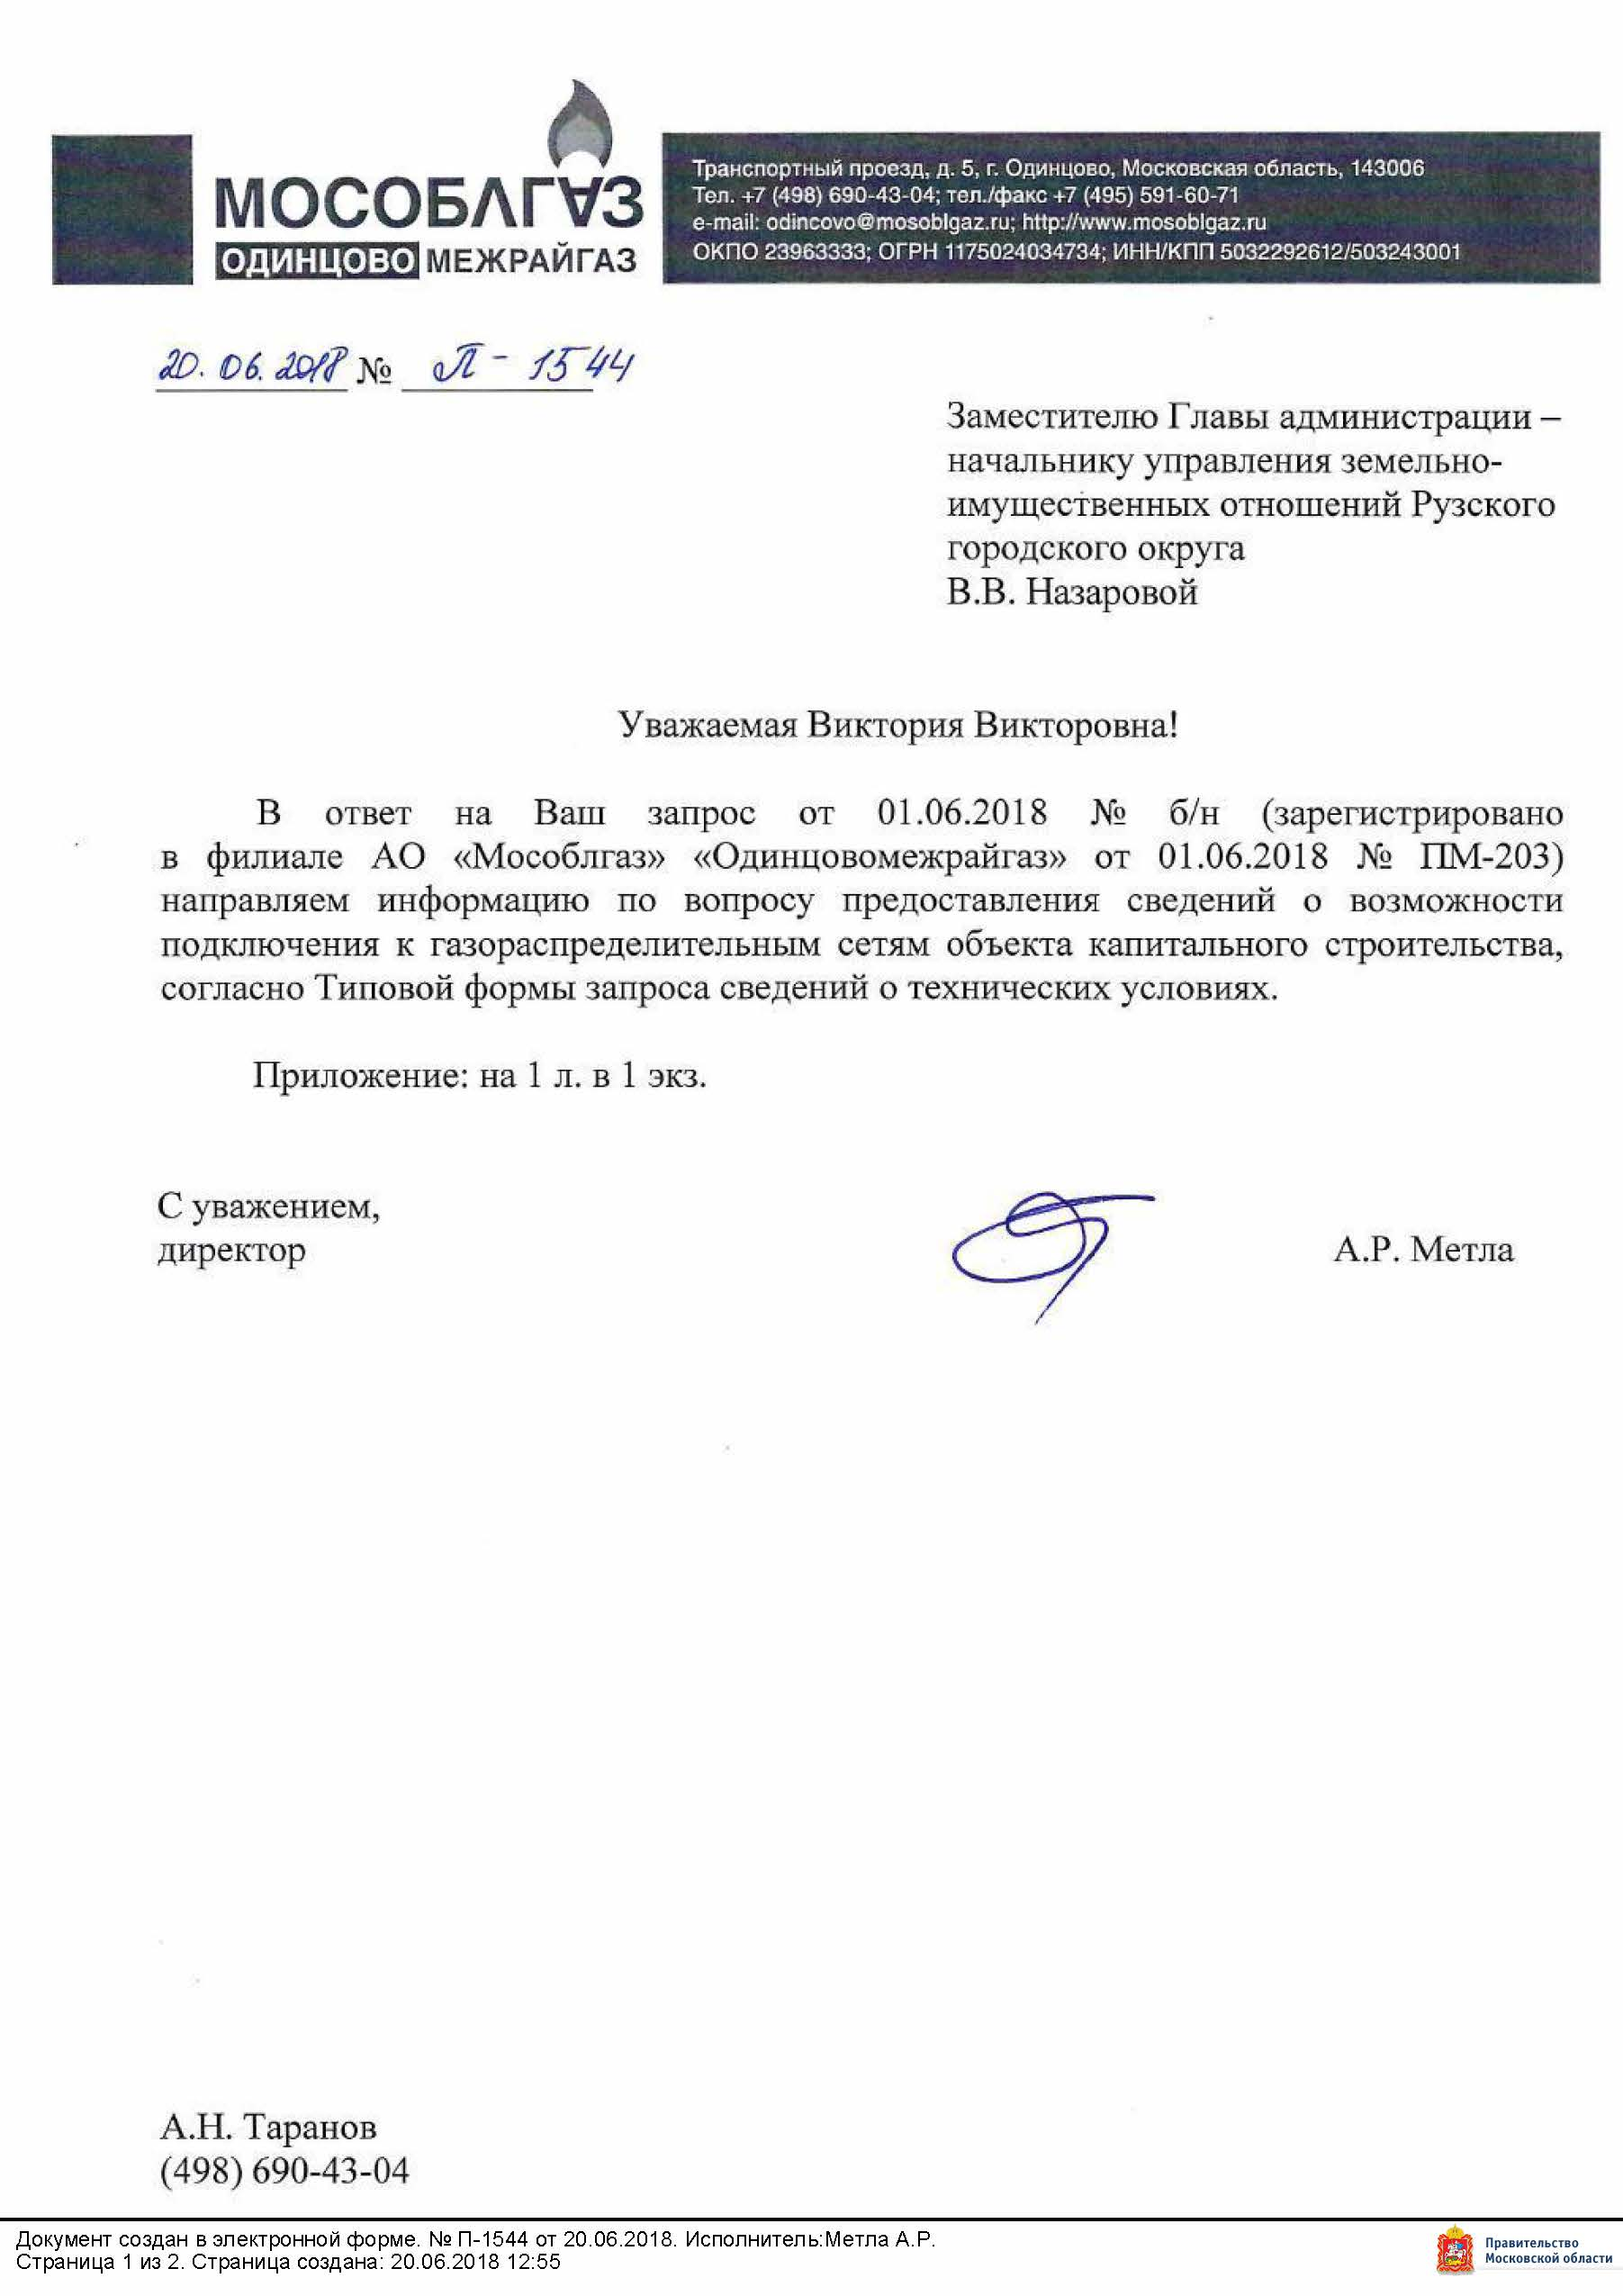 МОСОБЛГАЗ
ОДИНЦОВО МЕЖРАЙГАЗ
Транспортный проезд, д. 5, г. Одинцово, Московская область, 143006
Тел. +7 (498) 690-43-04; тел./факс +7 (495) 591-60-71
e-mail: odincovo@mosoblgaz.ru; http://www.mosoblgaz.ru
ОКПО 23963333; ОГРН 1175024034734; ИНН/КПП 5032292612/503243001
20.06.2018 № П - 1544
Заместителю Главы администрации –
начальнику управления земельно-
имущественных отношений Рузского
городского округа
В.В. Назаровой
Уважаемая Виктория Викторовна!
В ответ на Ваш запрос от 01.06.2018 № б/н (зарегистрировано
в филиале АО «Мособлгаз» «Одинцовомежрайгаз» от 01.06.2018 № ПМ-203)
направляем информацию по вопросу предоставления сведений о возможности
подключения к газораспределительным сетям объекта капитального строительства,
согласно Типовой формы запроса сведений о технических условиях.
Приложение: на 1 л. в 1 экз.
С уважением,
директор
А.Р. Метла
А.Н. Таранов
(498) 690-43-04
Документ создан в электронной форме. № П-1544 от 20.06.2018. Исполнитель:Метла А.Р.
Страница 1 из 2. Страница создана: 20.06.2018 12:55
Правительство
Московской области